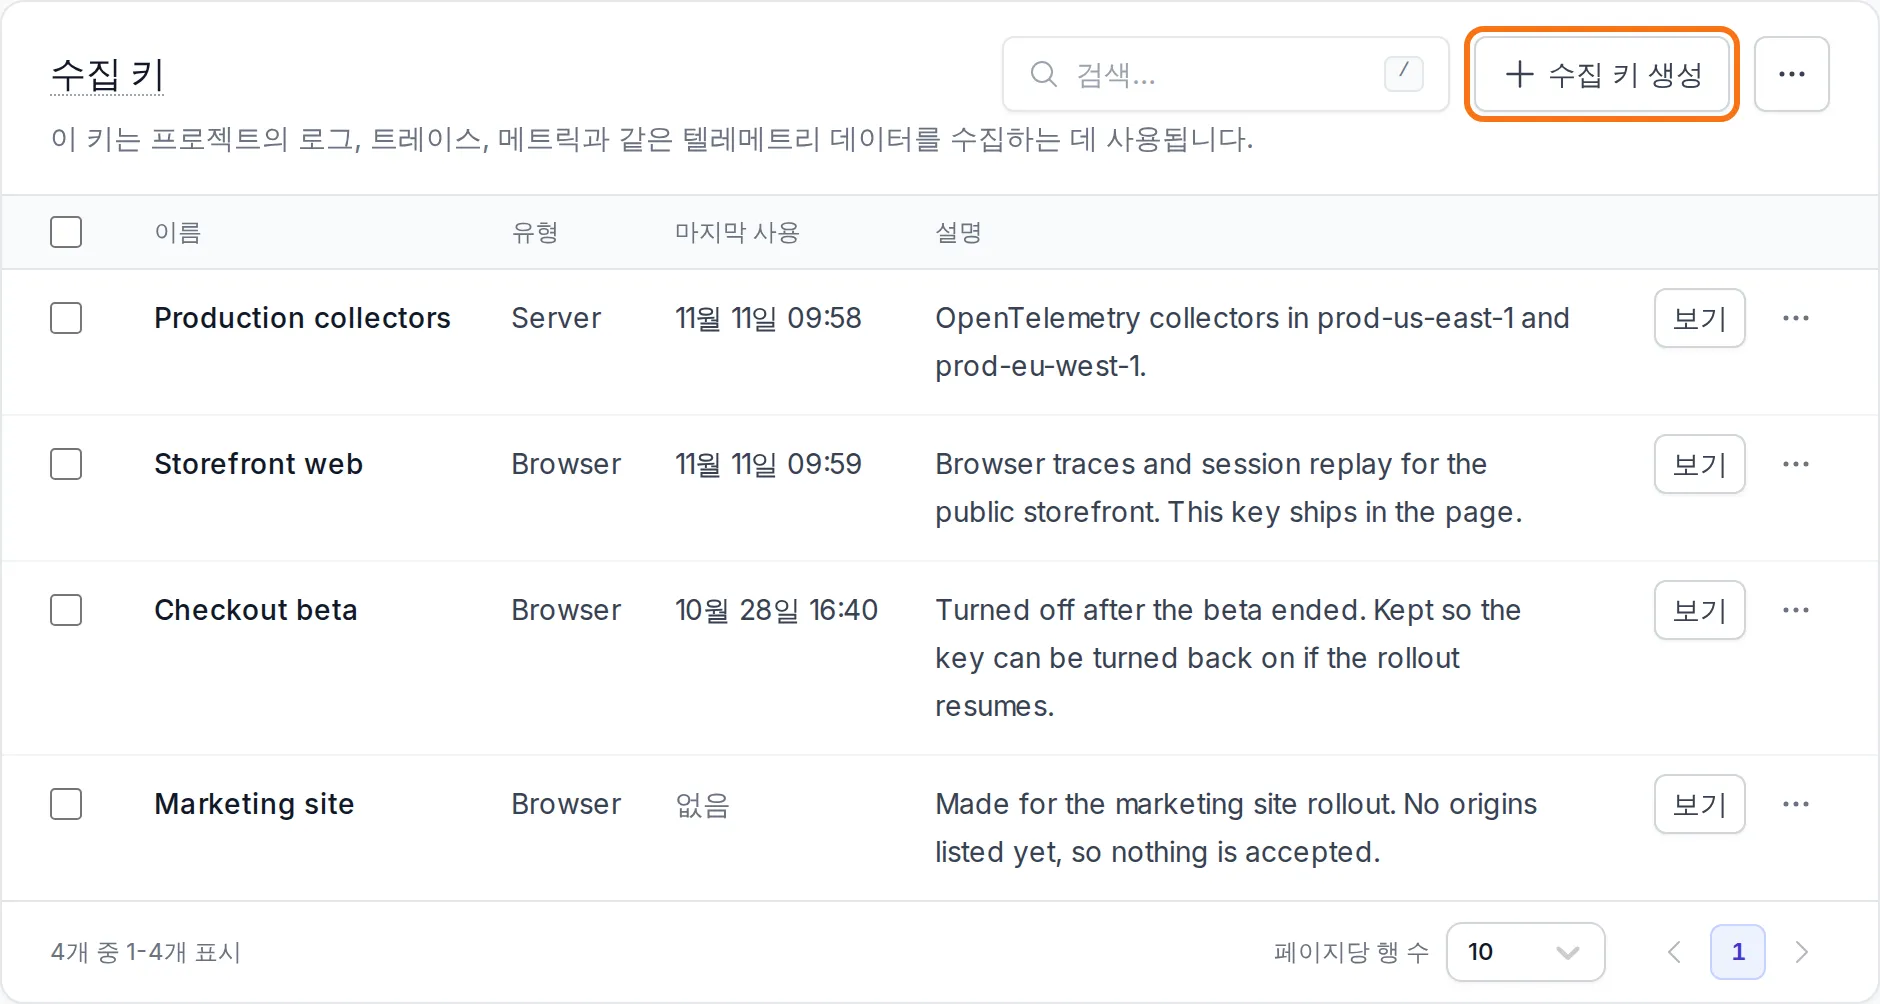 수집 키
검색...
/
수집 키 생성
이 키는 프로젝트의 로그, 트레이스, 메트릭과 같은 텔레메트리 데이터를 수집하는 데 사용됩니다.
이름 유형 마지막 사용 설명
Production collectors Server 11월 11일 09:58 OpenTelemetry collectors in prod-us-east-1 and 보기
prod-eu-west-1.
Storefront web Browser 11월 11일 09:59 Browser traces and session replay for the 보기
public storefront. This key ships in the page.
Checkout beta Browser 10월 28일 16:40 Turned off after the beta ended. Kept so the 보기
key can be turned back on if the rollout
resumes.
Marketing site Browser 없음 Made for the marketing site rollout. No origins 보기
listed yet, so nothing is accepted.
4개 중 1-4개 표시 페이지당 행 수 10 1